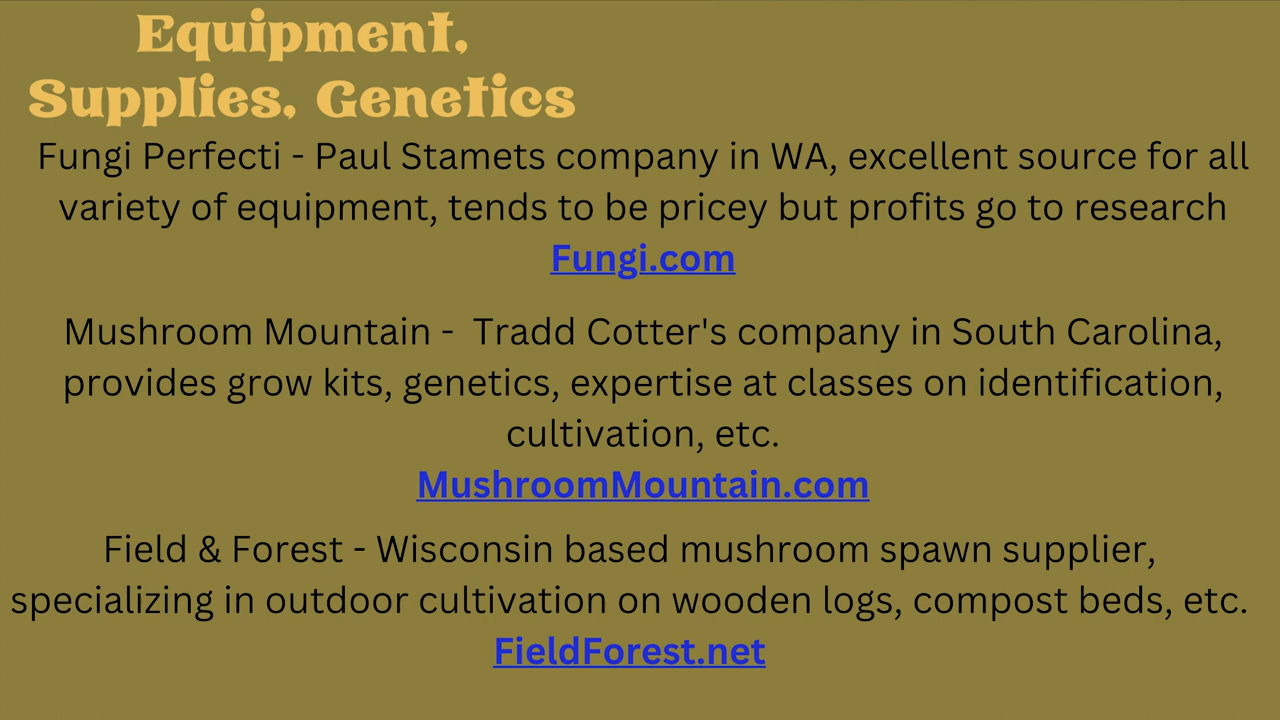 Equipment,
Supplies, Genetics
Fungi Perfecti - Paul Stamets company in WA, excellent source for all
variety of equipment, tends to be pricey but profits go to research
Fungi.com
Mushroom Mountain -  Tradd Cotter's company in South Carolina,
provides grow kits, genetics, expertise at classes on identification,
cultivation, etc.
MushroomMountain.com
Field & Forest - Wisconsin based mushroom spawn supplier,
specializing in outdoor cultivation on wooden logs, compost beds, etc.
FieldForest.net